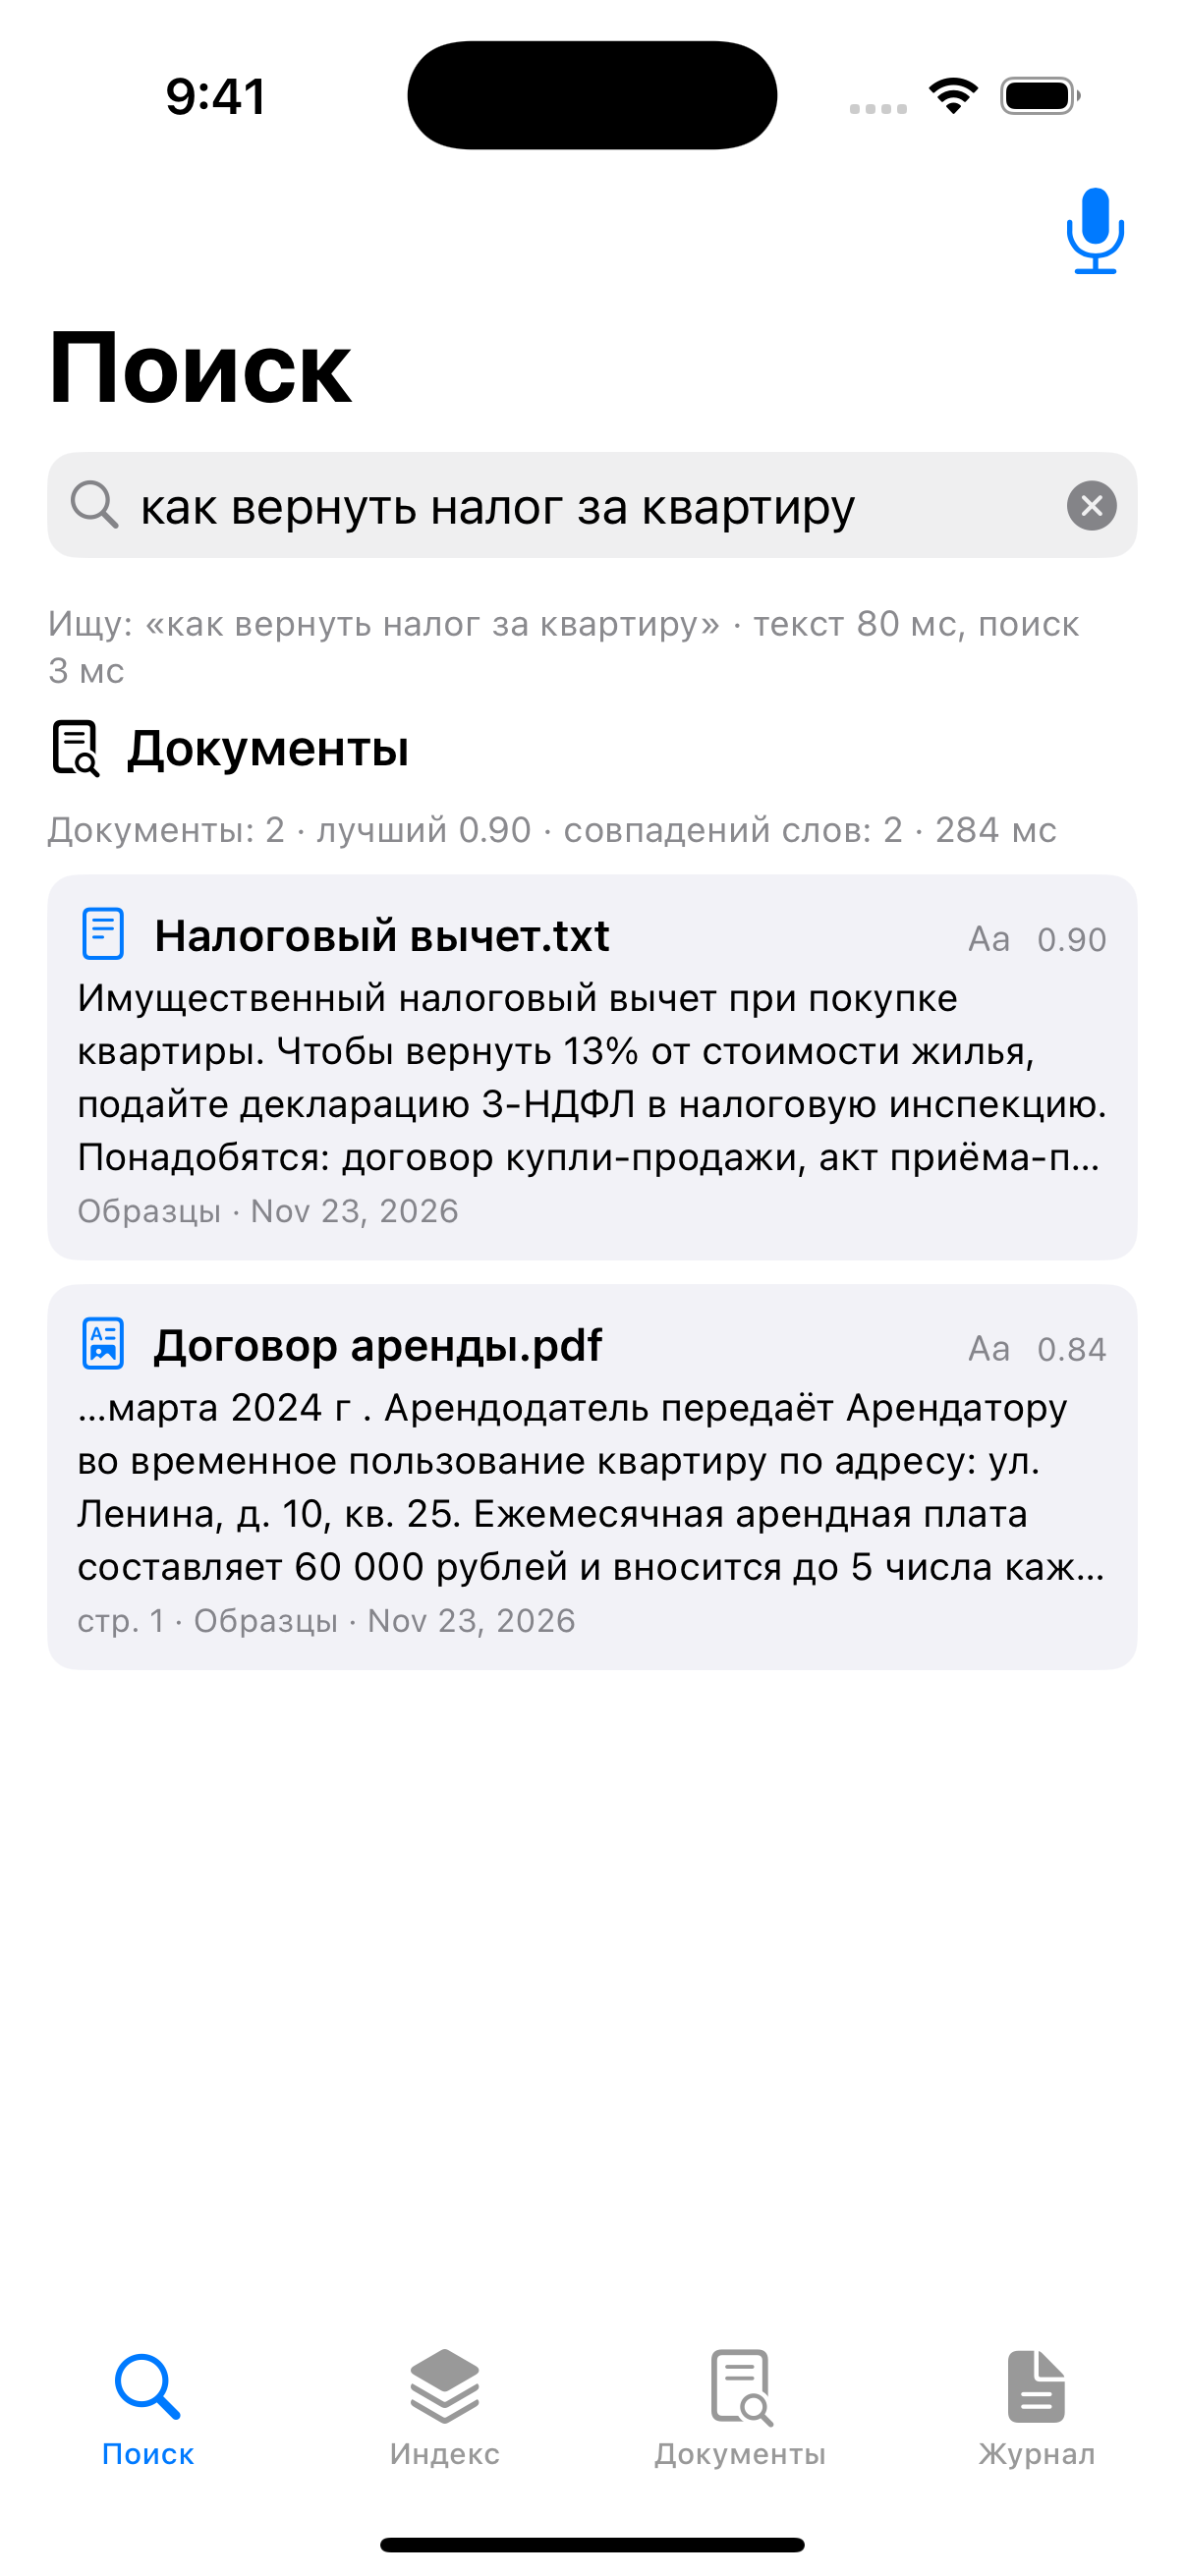 9:41
Поиск
как вернуть налог за квартиру
Ищу: «как вернуть налог за квартиру» · текст 80 мс, поиск
3 мс
Документы
Документы: 2 · лучший 0.90 · совпадений слов: 2 · 284 мс
Налоговый вычет.txt Aa 0.90
Имущественный налоговый вычет при покупке
квартиры. Чтобы вернуть 13% от стоимости жилья,
подайте декларацию 3-НДФЛ в налоговую инспекцию.
Понадобятся: договор купли-продажи, акт приёма-п...
Образцы · Nov 23, 2026
Договор аренды.pdf Aa 0.84
...марта 2024 г . Арендодатель передаёт Арендатору
во временное пользование квартиру по адресу: ул.
Ленина, д. 10, кв. 25. Ежемесячная арендная плата
составляет 60 000 рублей и вносится до 5 числа каж...
стр. 1 · Образцы · Nov 23, 2026
Поиск Индекс Документы Журнал